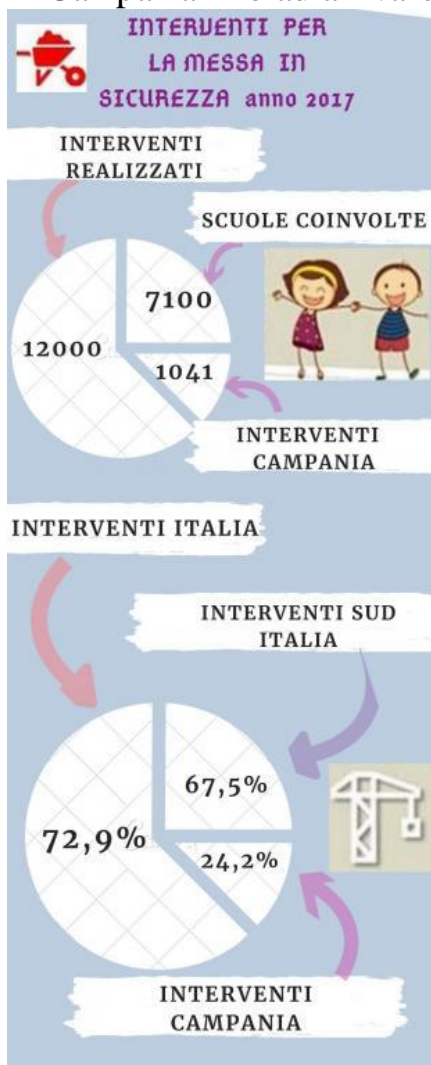 INTERVENTI PER
LA MESSA IN
SICUREZZA anno 2017
INTERVENTI
REALIZZATI
SCUOLE COINVOLTE
7100
12000
1041
INTERVENTI
CAMPANIA
INTERVENTI ITALIA
INTERVENTI SUD
ITALIA
67,5%
72,9%
24,2%
INTERVENTI
CAMPANIA